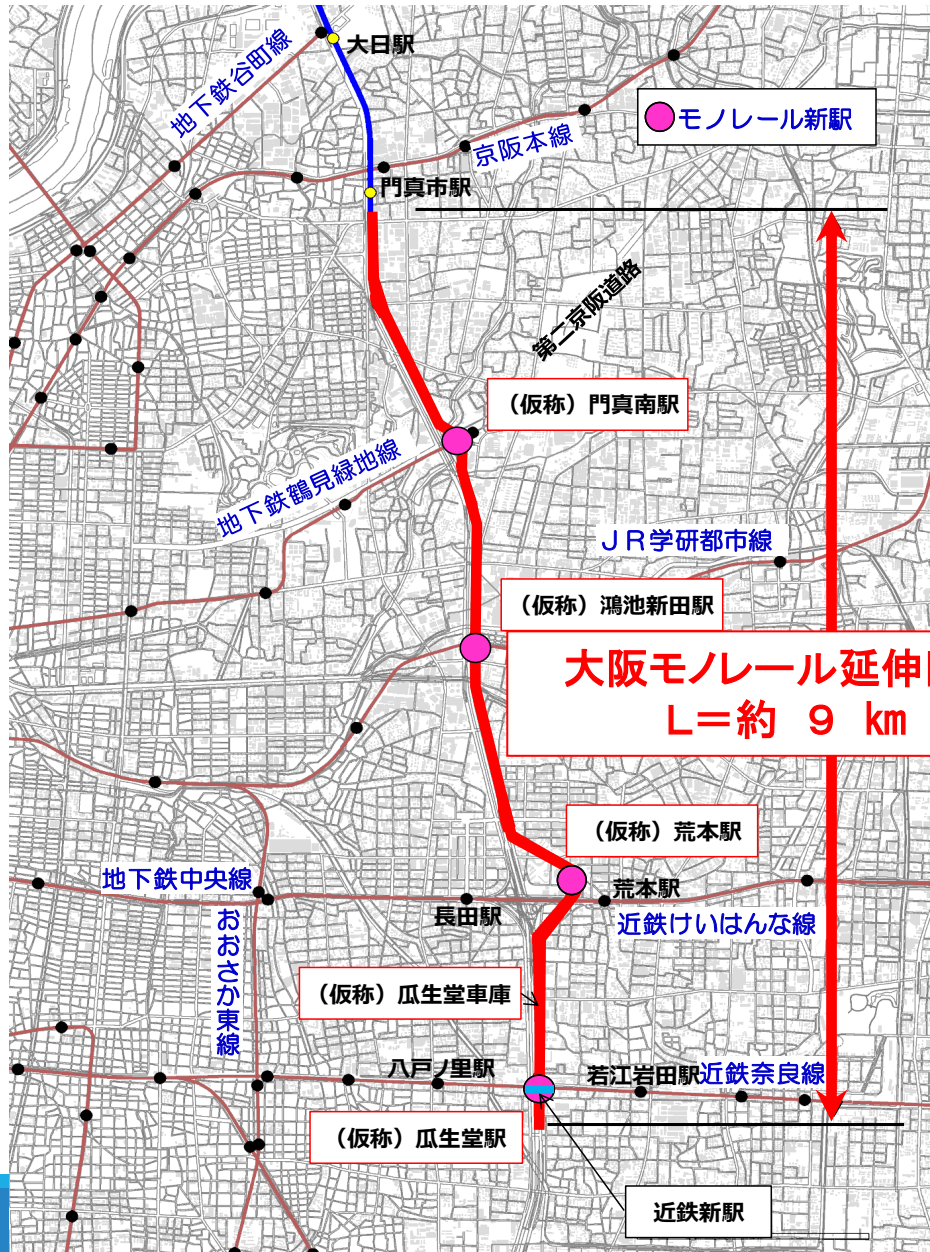 大日駅
地下鉄谷町線
モノレール新駅
京阪本線
門真市駅
第二京阪道路
(仮称)門真南駅
地下鉄鶴見緑地線
JR学研都市線
(仮称)鴻池新田駅
大阪モノレール延伸
L=約 9 km
(仮称)荒本駅
地下鉄中央線
荒本駅
長田駅
近鉄けいはんな線
おおさか東線
(仮称)瓜生堂車庫
八戸ノ里駅
若江岩田駅
近鉄奈良線
(仮称)瓜生堂駅
近鉄新駅